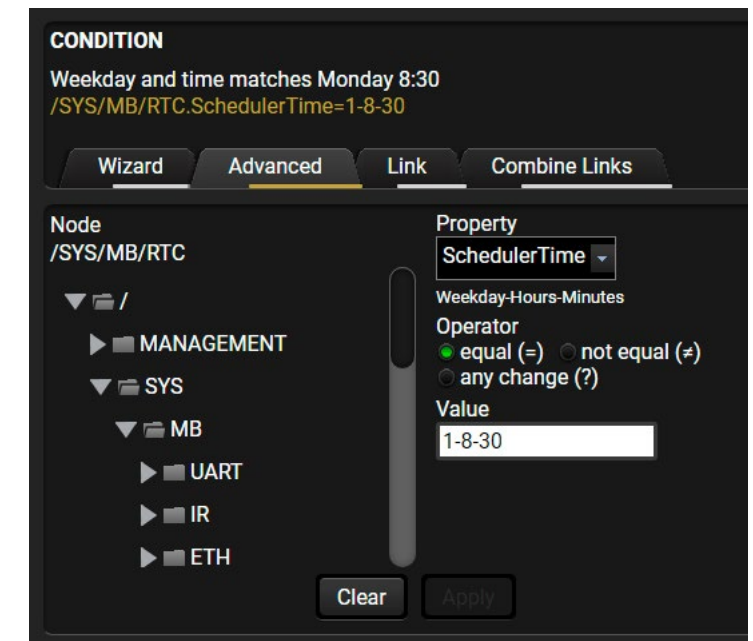 CONDITION
Weekday and time matches Monday 8:30
/SYS/MB/RTC.SchedulerTime=1-8-30
Wizard Advanced Link Combine Links
Node
/SYS/MB/RTC
/
MANAGEMENT
SYS
MB
UART
IR
ETH
Property
SchedulerTime
Weekday-Hours-Minutes
Operator
equal (=) not equal (≠)
any change (?)
Value
1-8-30
Clear Apply